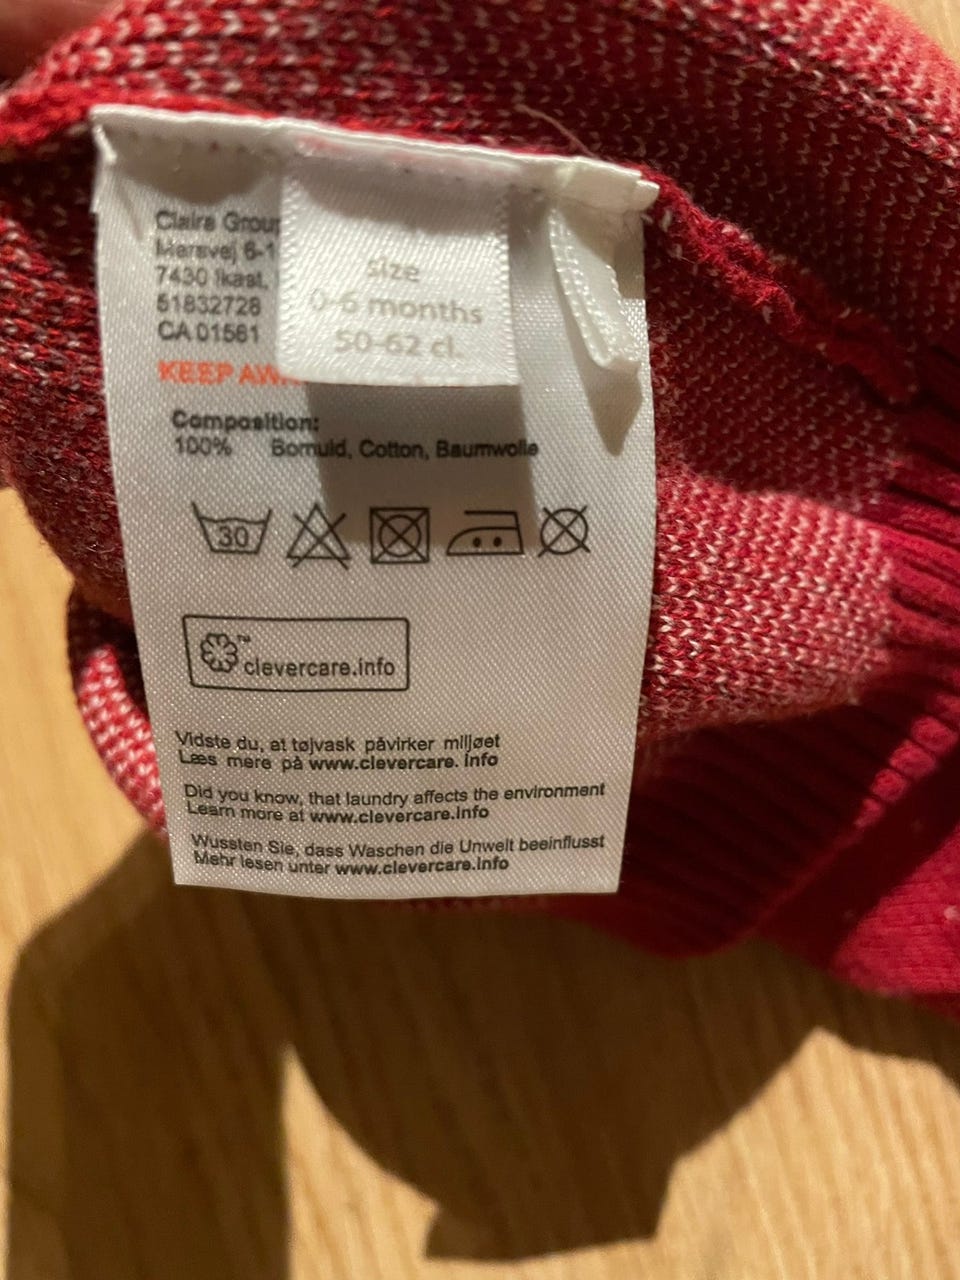 Claire Group
6-1
7430 Ikast,
51832728
CA 01561
KEEP
size
0-6 months
50-62 cl.
Composition:
100% Bomuld, Cotton, Baumwolle
30
™
clevercare.info
Vidste du, at tøjvask påvirker miljøet
Læs mere på www.clevercare. info
Did you know, that laundry affects the environment
Learn more at www.clevercare.info
Wussten Sie, dass Waschen die Umwelt beeinflusst
Mehr lesen unter www.clevercare.info